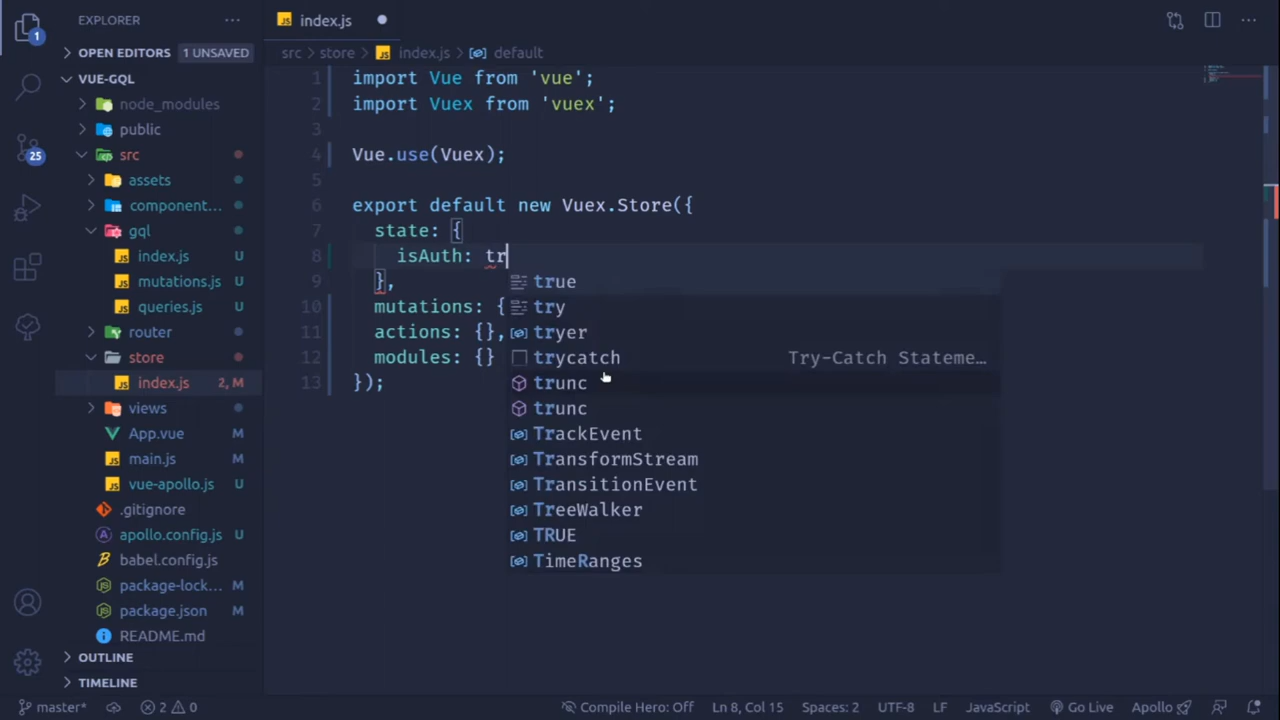 EXPLORER
index.js
OPEN EDITORS 1 UNSAVED
src > store > index.js > default
VUE-GQL
1 import Vue from 'vue';
node_modules
2 import Vuex from 'vuex';
public
3
src
4 Vue.use(Vuex);
assets
5
component...
6 export default new Vuex.Store({
gql
7 state: {
index.js U
8 isAuth: tr
mutations.js U
9 },
true
queries.js U
10 mutations: {
try
router
11 actions: {},
tryer
store
12 modules: {}
trycatch Try-Catch Stateme...
index.js 2, M
13 });
trunc
views
trunc
App.vue M
TrackEvent
main.js M
TransformStream
vue-apollo.js U
TransitionEvent
.gitignore
TreeWalker
apollo.config.js U
TRUE
babel.config.js
TimeRanges
package-lock... M
package.json M
README.md
OUTLINE
TIMELINE
1
25
master* 2 0 Compile Hero: Off Ln 8, Col 15 Spaces: 2 UTF-8 LF JavaScript Go Live Apollo